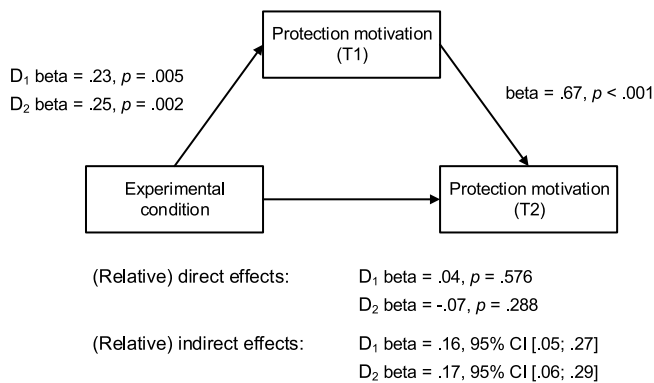 Protection motivation
(T1)
D₁ beta = .23, p = .005
D₂ beta = .25, p = .002
beta = .67, p < .001
Experimental
condition
Protection motivation
(T2)
(Relative) direct effects: D₁ beta = .04, p = .576
D₂ beta = -.07, p = .288
(Relative) indirect effects: D₁ beta = .16, 95% CI [.05; .27]
D₂ beta = .17, 95% CI [.06; .29]